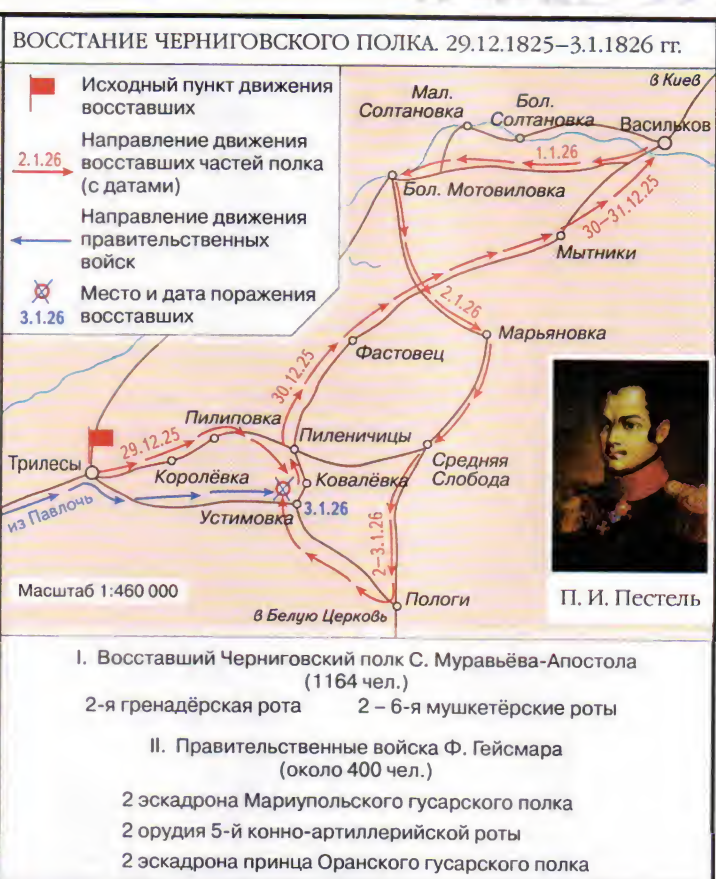 ВОССТАНИЕ ЧЕРНИГОВСКОГО ПОЛКА. 29.12.1825–3.1.1826 гг.
Исходный пункт движения
восставших
2.1.26
Направление движения
восставших частей полка
(с датами)
Направление движения
правительственных
войск
3.1.26
Место и дата поражения
восставших
в Киев
Мал.
Солтановка
Бол.
Солтановка
Васильков
1.1.26
Бол. Мотовиловка
30–31.12.25
Мытники
2.1.26
Марьяновка
Фастовец
30.12.25
Пилиповка
29.12.25
Пиленичицы
Трилесы
Королёвка
Ковалёвка
Средняя
Слобода
3.1.26
из Павлочь
Устимовка
2–3.1.26
Масштаб 1:460 000
Пологи
в Белую Церковь
П. И. Пестель
I. Восставший Черниговский полк С. Муравьёва-Апостола
(1164 чел.)
2-я гренадёрская рота 2 – 6-я мушкетёрские роты
II. Правительственные войска Ф. Гейсмара
(около 400 чел.)
2 эскадрона Мариупольского гусарского полка
2 орудия 5-й конно-артиллерийской роты
2 эскадрона принца Оранского гусарского полка